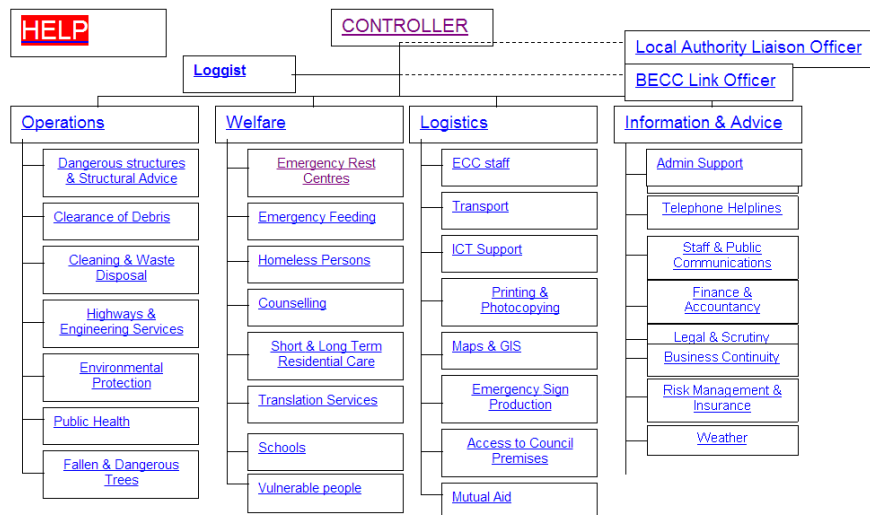 HELP
CONTROLLER
Local Authority Liaison Officer
Loggist
BECC Link Officer
Operations
Dangerous structures
& Structural Advice
Clearance of Debris
Cleaning & Waste
Disposal
Highways &
Engineering Services
Environmental
Protection
Public Health
Fallen & Dangerous
Trees
Welfare
Emergency Rest
Centres
Emergency Feeding
Homeless Persons
Counselling
Short & Long Term
Residential Care
Translation Services
Schools
Vulnerable people
Logistics
ECC staff
Transport
ICT Support
Printing &
Photocopying
Maps & GIS
Emergency Sign
Production
Access to Council
Premises
Mutual Aid
Information & Advice
Admin Support
Telephone Helplines
Staff & Public
Communications
Finance &
Accountancy
Legal & Scrutiny
Business Continuity
Risk Management &
Insurance
Weather